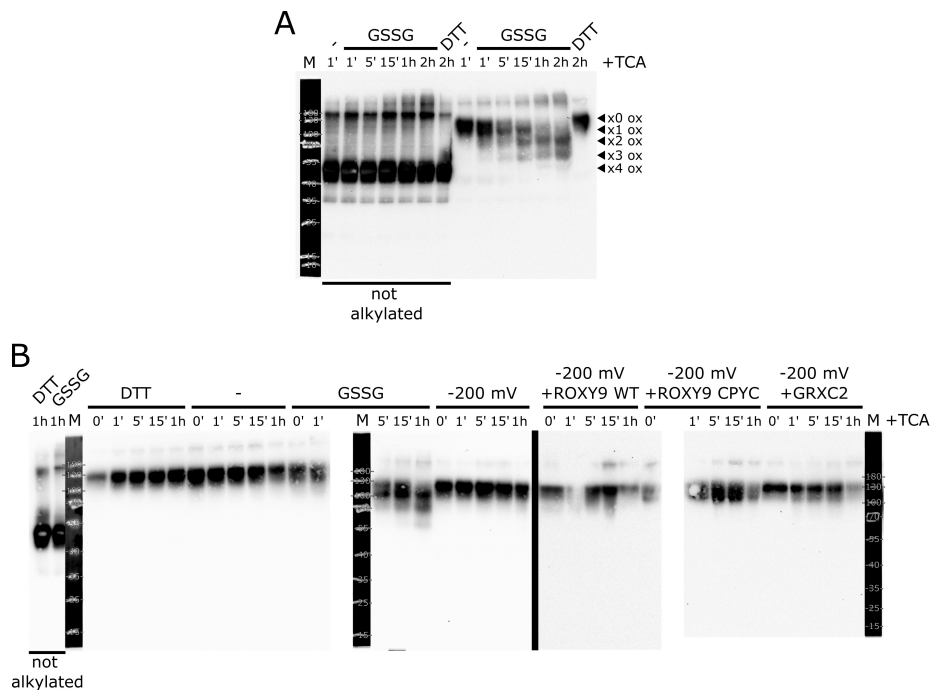 A
- GSSG DTT - GSSG DTT
M 1' 1' 5' 15' 1h 2h 2h 1' 1' 5' 15' 1h 2h 2h +TCA
x0 ox
x1 ox
x2 ox
x3 ox
x4 ox
not
alkylated
B
DTT GSSG DTT - GSSG -200 mV
-200 mV
+ROXY9 WT
-200 mV
+ROXY9 CPYC
-200 mV
+GRXC2
1h 1h M 0' 1' 5' 15' 1h 0' 1' 5' 15' 1h 0' 1' M 5' 15' 1h 0' 1' 5' 15' 1h 0' 1' 5' 15' 1h 0' 1' 5' 15' 1h 0' 1' 5' 15' 1h M +TCA
180
130
70
55
40
35
25
15
not
alkylated